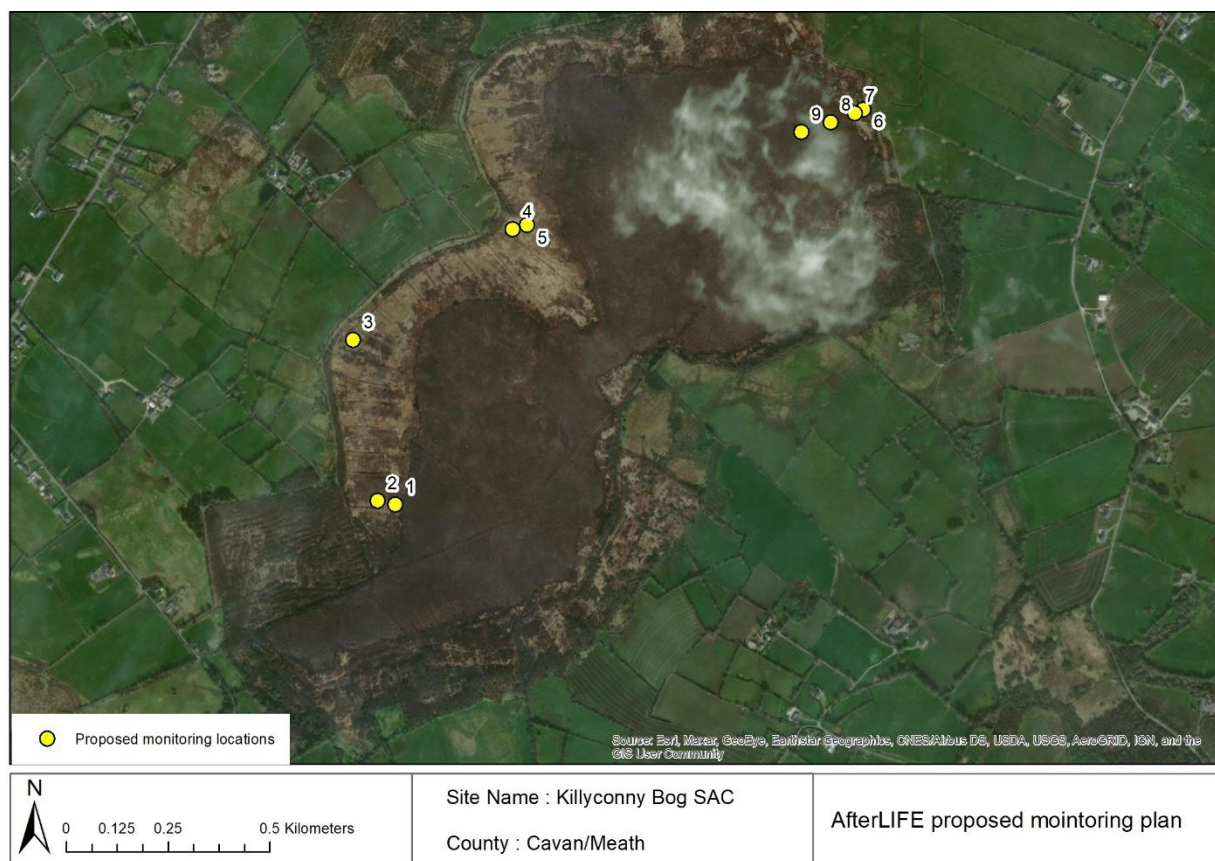 7
8
9
6
4
5
3
2
1
Proposed monitoring locations
Source: Esri, Maxar, GeoEye, Earthstar Geographics, CNES/Airbus DS, USDA, USGS, AeroGRID, IGN, and the
GIS User Community
N
0 0.125 0.25 0.5 Kilometers
Site Name : Killyconny Bog SAC
County : Cavan/Meath
AfterLIFE proposed mointoring plan